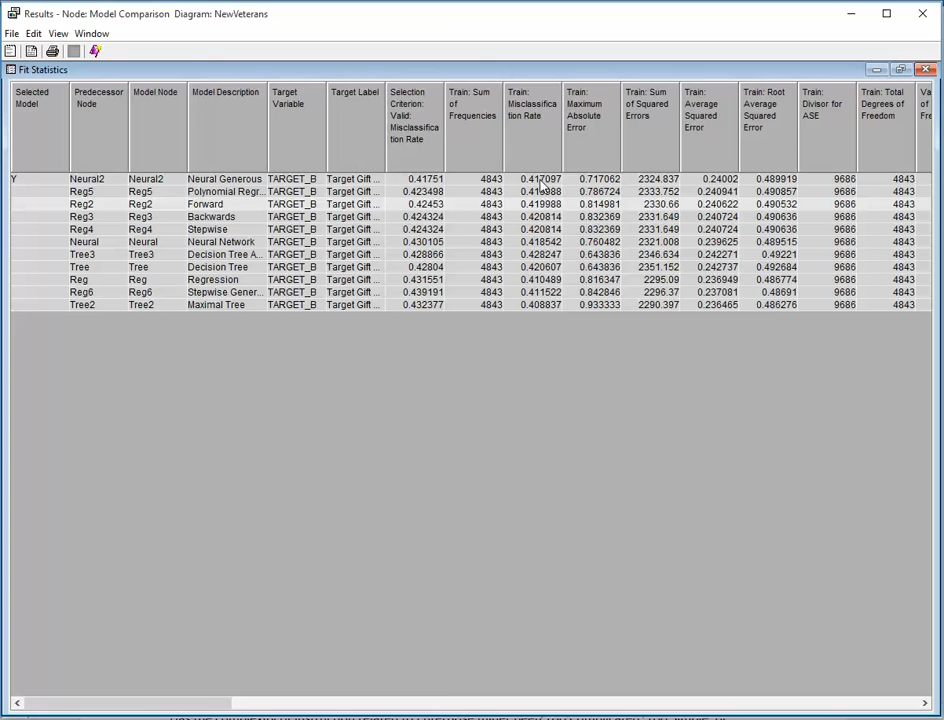 Results - Node: Model Comparison  Diagram: NewVeterans
File  Edit  View  Window
Fit Statistics
Selected Model  Predecessor Node  Model Node  Model Description  Target Variable  Target Label  Selection Criterion: Valid: Misclassifica tion Rate  Train: Sum of Frequencies  Train: Misclassifica tion Rate  Train: Maximum Absolute Error  Train: Sum of Squared Errors  Train: Average Squared Error  Train: Root Average Squared Error  Train: Divisor for ASE  Train: Total Degrees of Freedom  Va of Fre
Y  Neural2  Neural2  Neural Generous  TARGET_B  Target Gift ...  0.41751  4843  0.417097  0.717062  2324.837  0.24002  0.489919  9686  4843
Reg5  Reg5  Polynomial Regr...  TARGET_B  Target Gift ...  0.423498  4843  0.786724  2333.752  0.240941  0.490857  9686  4843
Reg2  Reg2  Forward  TARGET_B  Target Gift ...  0.42453  4843  0.419988  0.814981  2330.66  0.240622  0.490532  9686  4843
Reg3  Reg3  Backwards  TARGET_B  Target Gift ...  0.424324  4843  0.420814  0.832369  2331.649  0.240724  0.490636  9686  4843
Reg4  Reg4  Stepwise  TARGET_B  Target Gift ...  0.424324  4843  0.420814  0.832369  2331.649  0.240724  0.490636  9686  4843
Neural  Neural  Neural Network  TARGET_B  Target Gift ...  0.430105  4843  0.418542  0.760482  2321.008  0.239625  0.489515  9686  4843
Tree3  Tree3  Decision Tree A...  TARGET_B  Target Gift ...  0.428866  4843  0.428247  0.643836  2346.634  0.242271  0.49221  9686  4843
Tree  Tree  Decision Tree  TARGET_B  Target Gift ...  0.42804  4843  0.420607  0.643836  2351.152  0.242737  0.492684  9686  4843
Reg  Reg  Regression  TARGET_B  Target Gift ...  0.431551  4843  0.410489  0.816347  2295.09  0.236949  0.486774  9686  4843
Reg6  Reg6  Stepwise Gener...  TARGET_B  Target Gift ...  0.439191  4843  0.411522  0.842846  2296.37  0.237081  0.48691  9686  4843
Tree2  Tree2  Maximal Tree  TARGET_B  Target Gift ...  0.432377  4843  0.408837  0.933333  2290.397  0.236465  0.486276  9686  4843